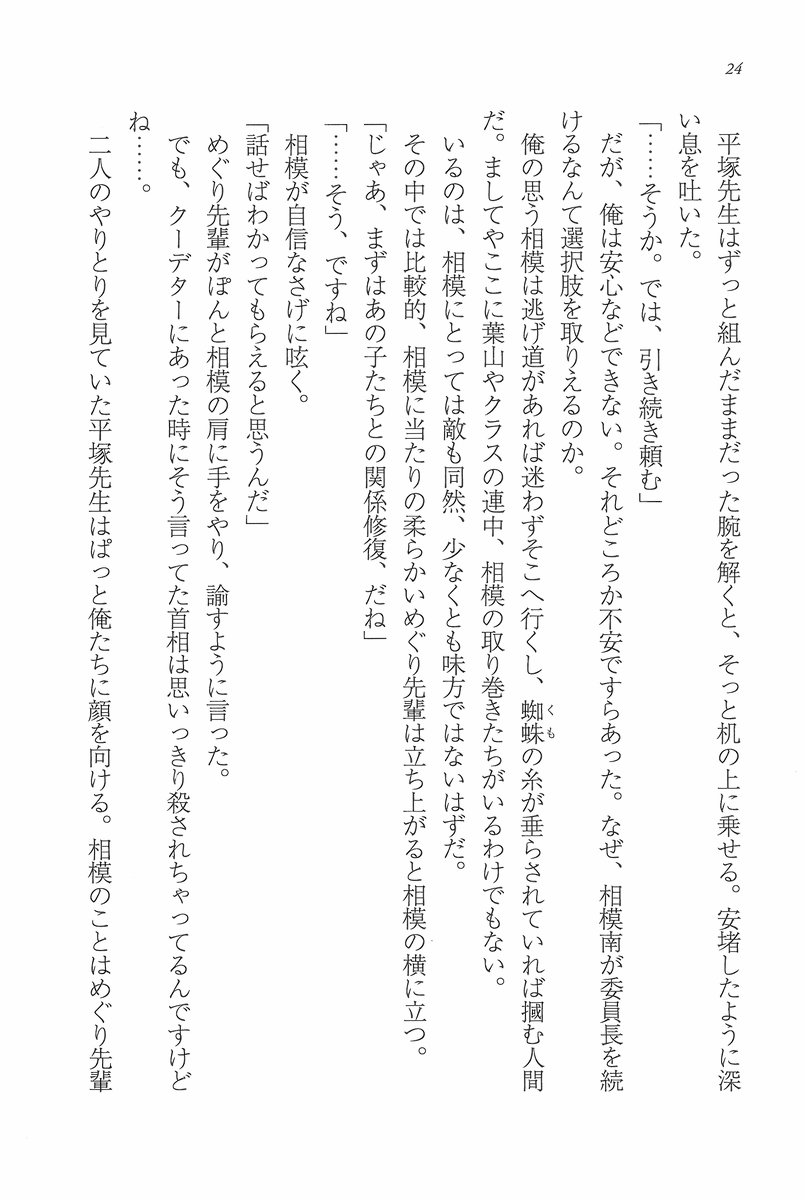 24
平塚先生はずっと組んだままだった腕を解くと、そっと机の上に乗せる。安堵したように深
い息を吐いた。
「……そうか。では、引き続き頼む」
だが、俺は安心などできない。それどころか不安ですらあった。なぜ、相模南が委員長を続
けるなんて選択肢を取りえるのか。
俺の思う相模は逃げ道があれば迷わずそこへ行くし、蜘蛛の糸が垂らされていれば摑む人間
くも
だ。ましてやここに葉山やクラスの連中、相模の取り巻きたちがいるわけでもない。
いるのは、相模にとっては敵も同然、少なくとも味方ではないはずだ。
その中では比較的、相模に当たりの柔らかいめぐり先輩は立ち上がると相模の横に立つ。
「じゃあ、まずはあの子たちとの関係修復、だね」
「……そう、ですね」
相模が自信なさげに呟く。
「話せばわかってもらえると思うんだ」
めぐり先輩がぽんと相模の肩に手をやり、諭すように言った。
でも、クーデターにあった時にそう言ってた首相は思いっきり殺されちゃってるんですけど
ね……。
二人のやりとりを見ていた平塚先生はぱっと俺たちに顔を向ける。相模のことはめぐり先輩